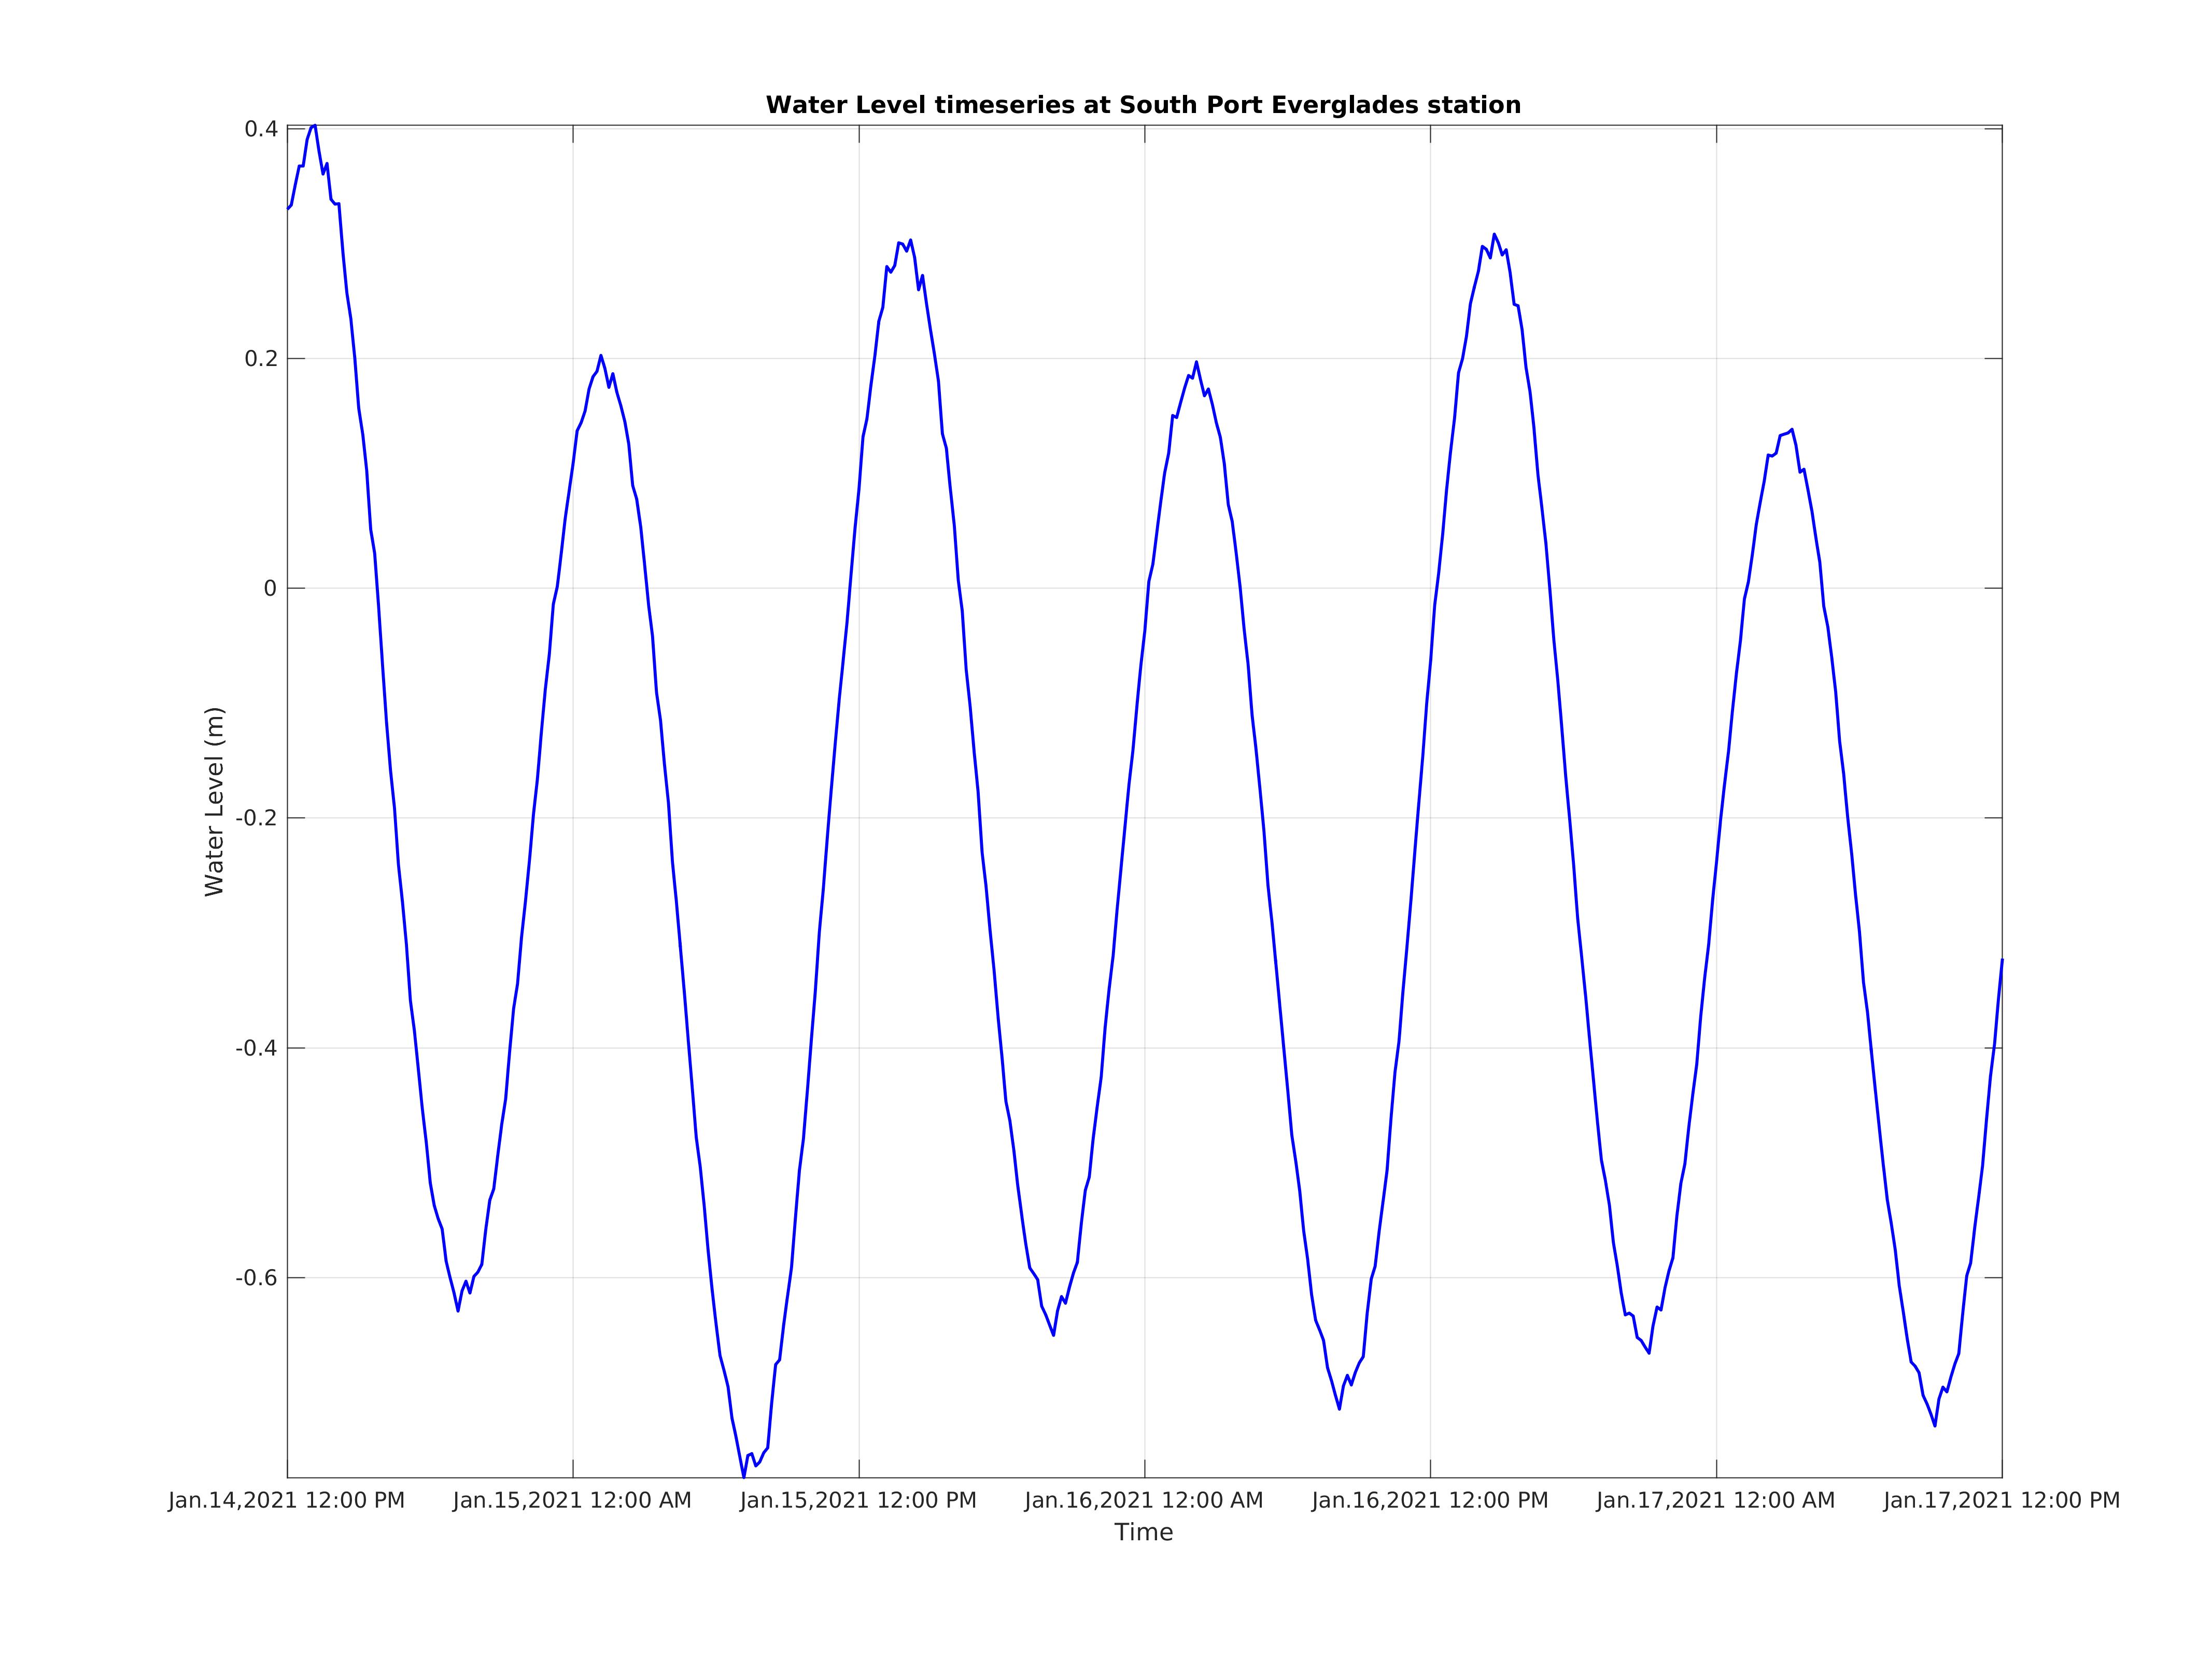 Water Level timeseries at South Port Everglades station
0.4
0.2
0
-0.2
-0.4
-0.6
Water Level (m)
Jan.14,2021 12:00 PM
Jan.15,2021 12:00 AM
Jan.15,2021 12:00 PM
Jan.16,2021 12:00 AM
Jan.16,2021 12:00 PM
Jan.17,2021 12:00 AM
Jan.17,2021 12:00 PM
Time